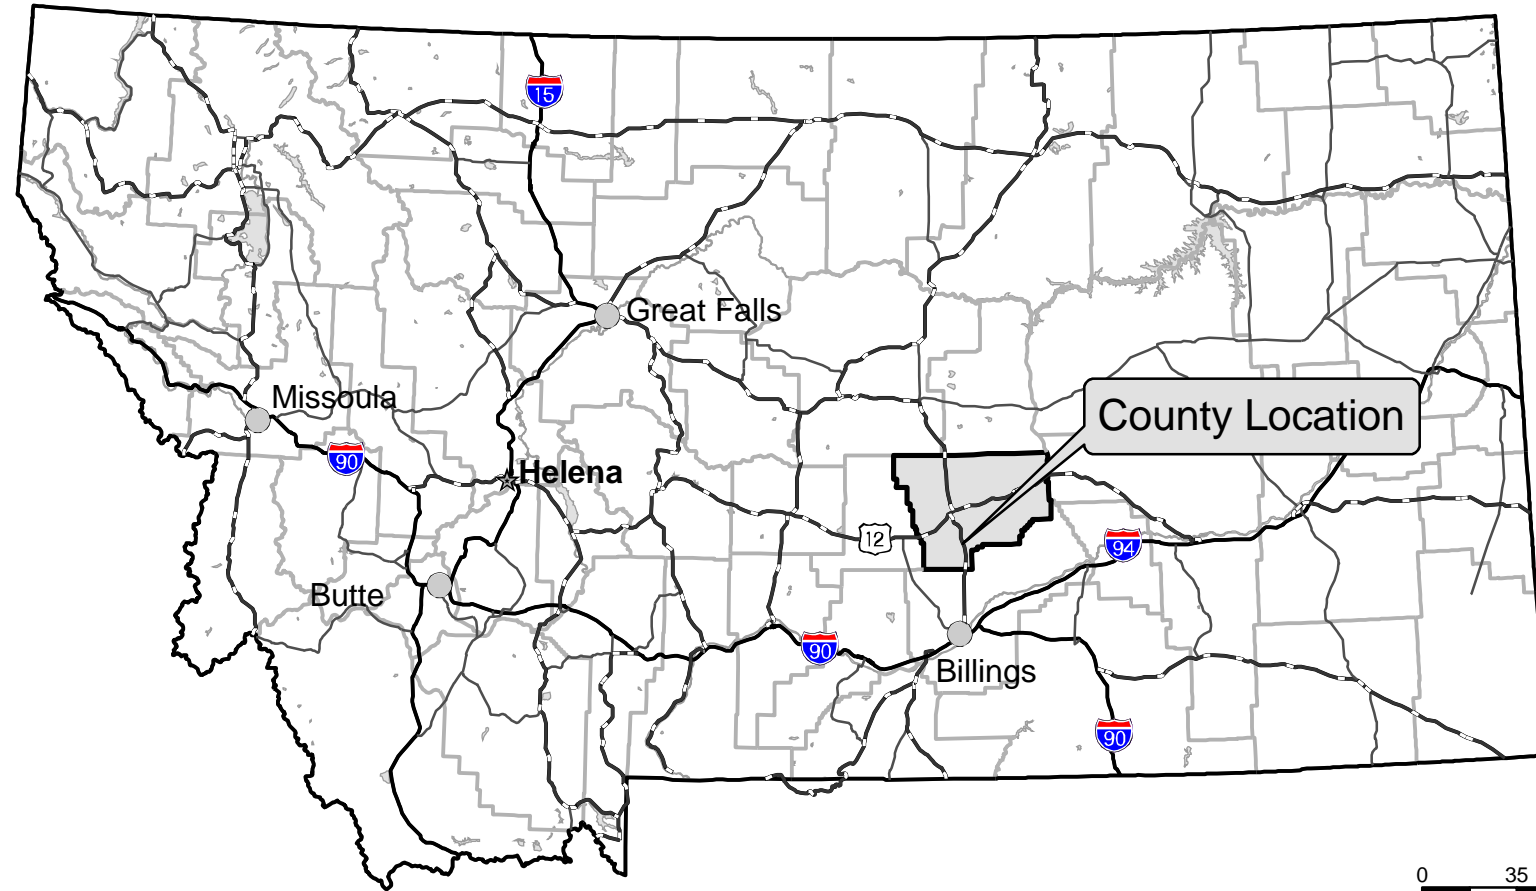 15
Great Falls
Missoula
County Location
90
Helena
12
94
Butte
90
Billings
90
0 35